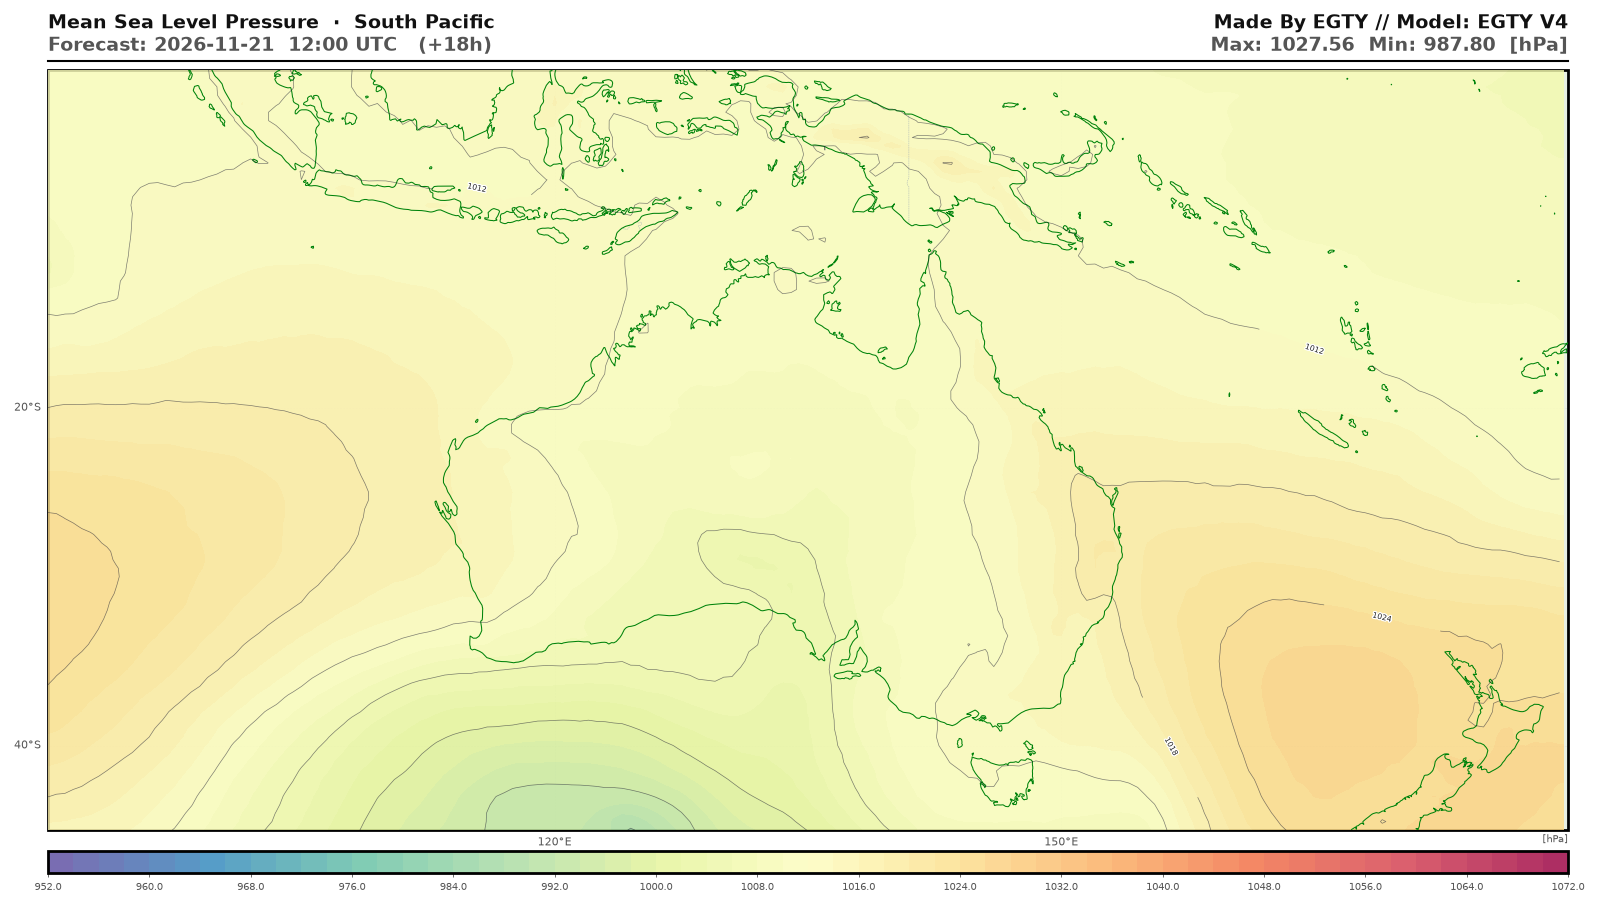 Mean Sea Level Pressure · South Pacific
Made By EGTY // Model: EGTY V4
Forecast: 2026-11-21 12:00 UTC (+18h)
Max: 1027.56 Min: 987.80 [hPa]
1012
1012
20°S
1024
1018
40°S
120°E
150°E
[hPa]
952.0
960.0
968.0
976.0
984.0
992.0
1000.0
1008.0
1016.0
1024.0
1032.0
1040.0
1048.0
1056.0
1064.0
1072.0